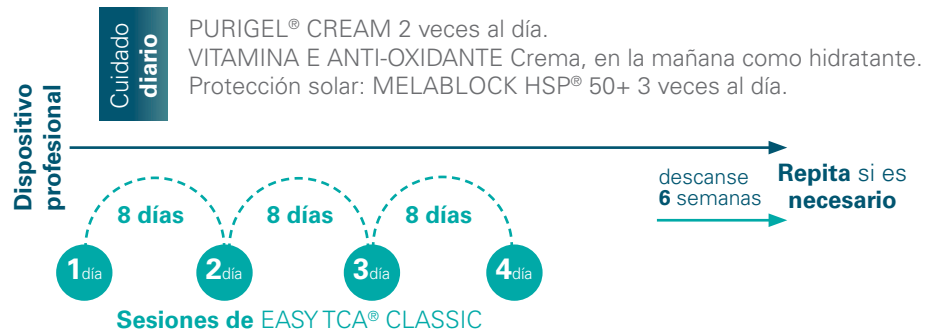 Cuidado
diario
PURIGEL® CREAM 2 veces al día.
VITAMINA E ANTI-OXIDANTE Crema, en la mañana como hidratante.
Protección solar: MELABLOCK HSP® 50+ 3 veces al día.
Dispositivo
profesional
descanse
6 semanas
Repita si es
necesario
8 días
8 días
8 días
1día
2día
3día
4día
Sesiones de EASY TCA® CLASSIC